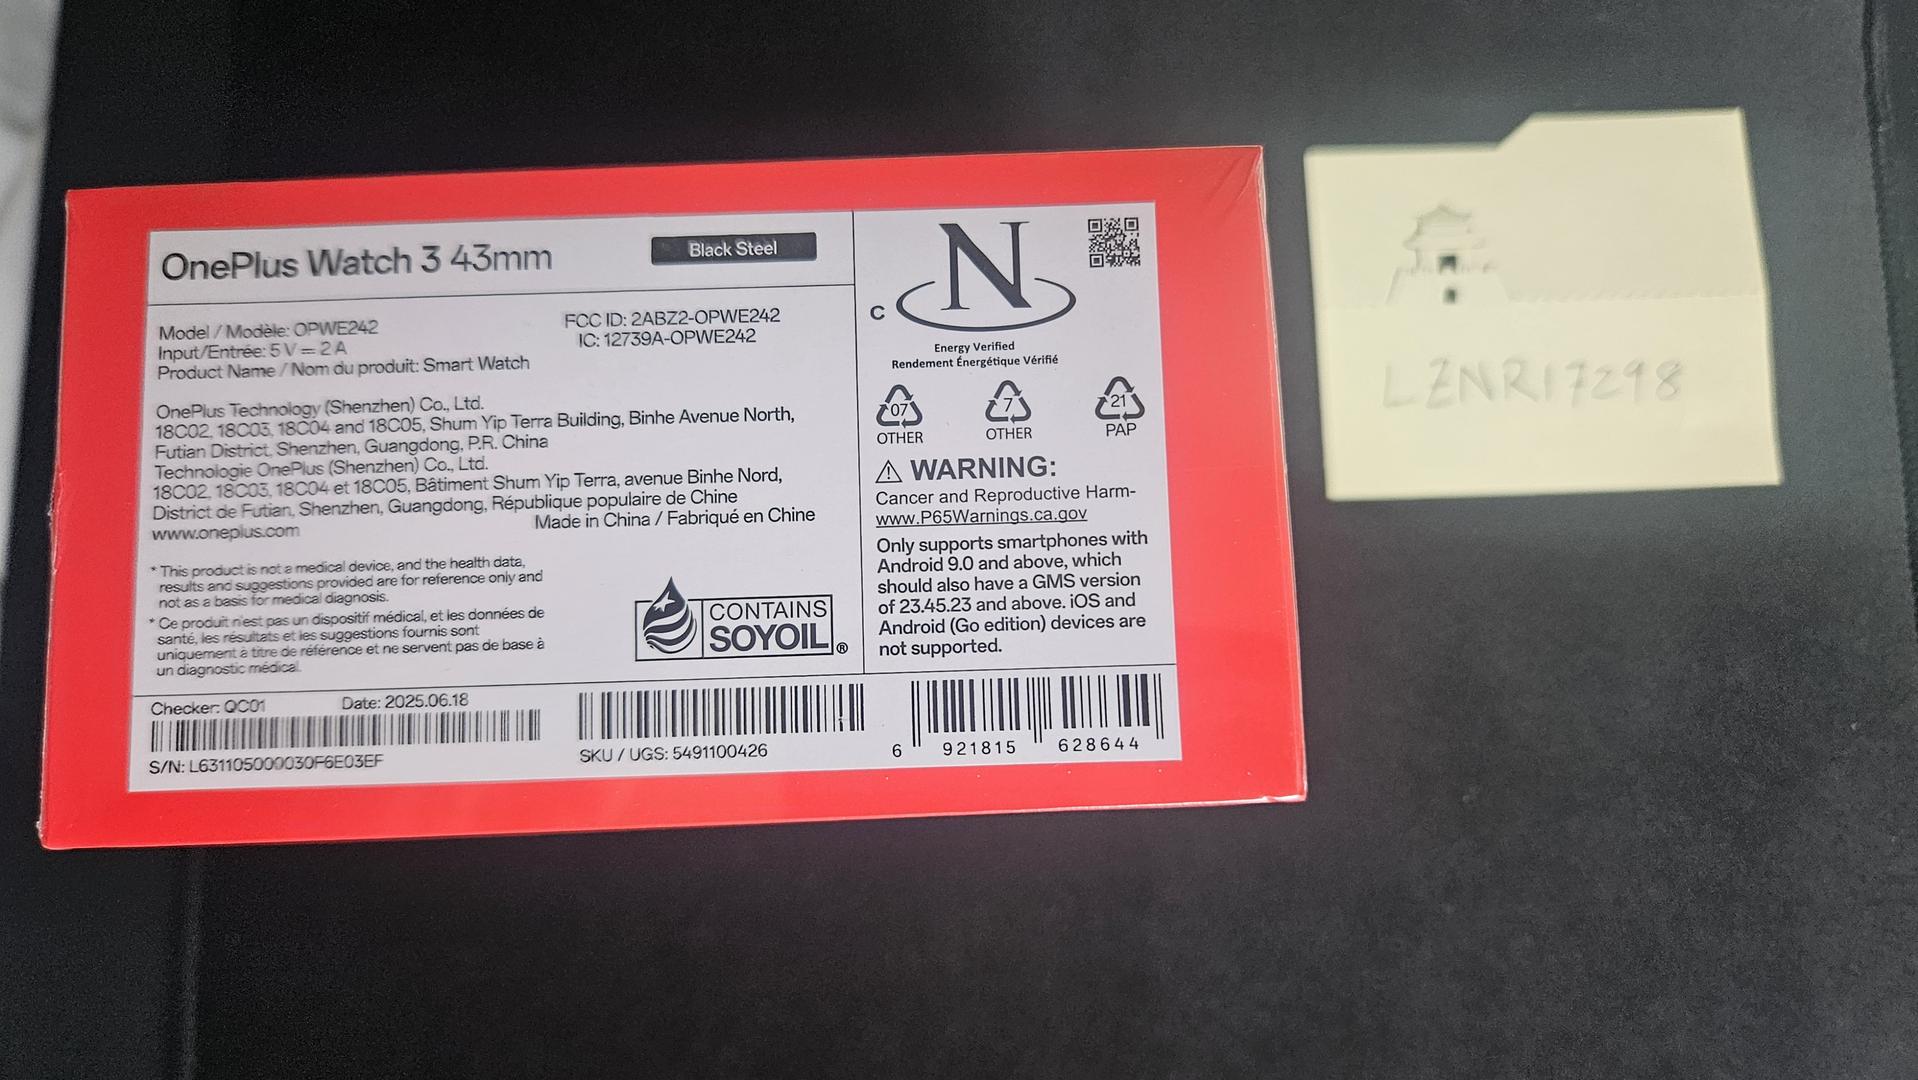 OnePlus Watch 3 43mm
Black Steel
Model / Modèle: OPWE242
Input/Entrée: 5 V = 2 A
Product Name / Nom du produit: Smart Watch
FCC ID: 2ABZ2-OPWE242
IC: 12739A-OPWE242
OnePlus Technology (Shenzhen) Co., Ltd.
18C02, 18C03, 18C04 and 18C05, Shum Yip Terra Building, Binhe Avenue North,
Futian District, Shenzhen, Guangdong, P.R. China
Technologie OnePlus (Shenzhen) Co., Ltd.
18C02, 18C03, 18C04 et 18C05, Bâtiment Shum Yip Terra, avenue Binhe Nord,
District de Futian, Shenzhen, Guangdong, République populaire de Chine
www.oneplus.com
Made in China / Fabriqué en Chine
* This product is not a medical device, and the health data,
results and suggestions provided are for reference only and
not as a basis for medical diagnosis.
* Ce produit n'est pas un dispositif médical, et les données de
santé, les résultats et les suggestions fournis sont
uniquement à titre de référence et ne servent pas de base à
un diagnostic médical.
CONTAINS
SOYOIL®
Checker: QC01 Date: 2025.06.18
S/N: L631105000030F6E03EF
SKU / UGS: 5491100426
6 921815 628644
N
C
Energy Verified
Rendement Énergétique Vérifié
07
OTHER
7
OTHER
21
PAP
WARNING:
Cancer and Reproductive Harm-
www.P65Warnings.ca.gov
Only supports smartphones with
Android 9.0 and above, which
should also have a GMS version
of 23.45.23 and above. iOS and
Android (Go edition) devices are
not supported.
LZNR17298